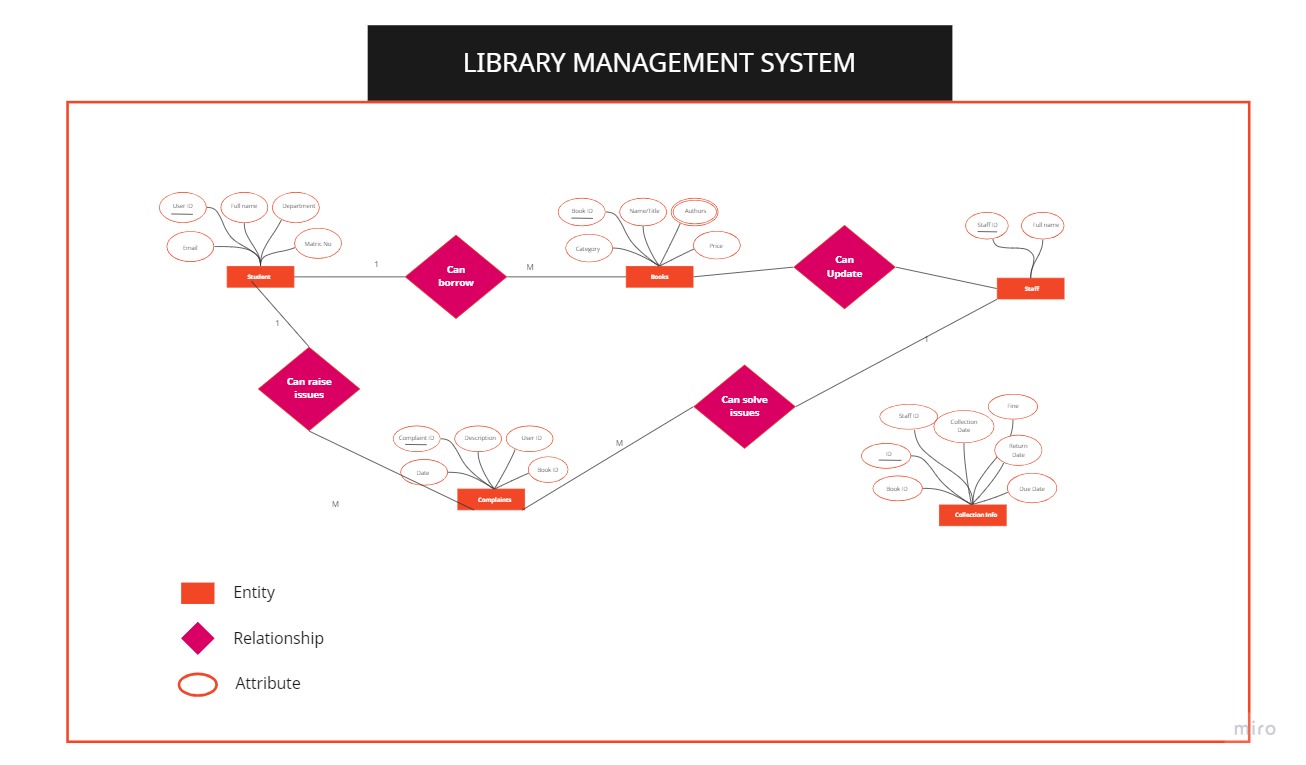 LIBRARY MANAGEMENT SYSTEM
User ID
Full name
Department
Email
Matric No
Student
1
Can
borrow
M
Book ID
Name/Title
Authors
Category
Price
Books
Can
Update
Staff ID
Full name
Staff
1
Can raise
issues
M
Complaint ID
Description
User ID
Date
Book ID
Complaints
M
Can solve
issues
1
Staff ID
Collection
Date
Fine
ID
Return
Date
Book ID
Due Date
Collection Info
Entity
Relationship
Attribute
miro